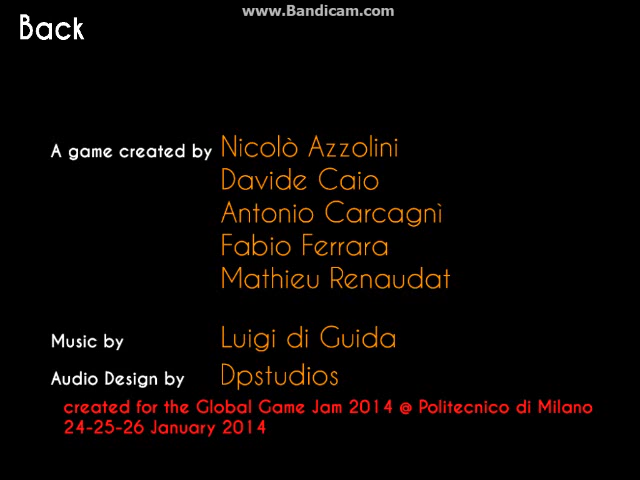 www.Bandicam.com
Back
A game created by Nicolò Azzolini
Davide Caio
Antonio Carcagnì
Fabio Ferrara
Mathieu Renaudat
Music by Luigi di Guida
Audio Design by Dpstudios
created for the Global Game Jam 2014 @ Politecnico di Milano
24-25-26 January 2014